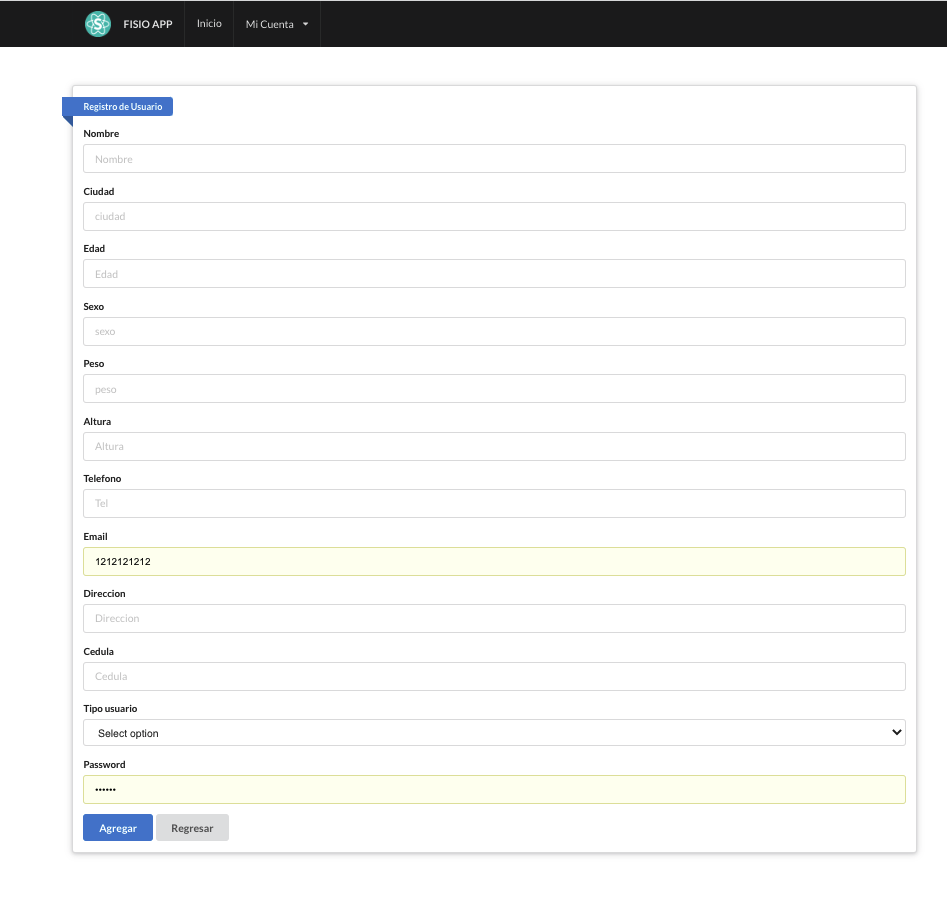 FISIO APP Inicio Mi Cuenta
Registro de Usuario
Nombre
Nombre
Ciudad
ciudad
Edad
Edad
Sexo
sexo
Peso
peso
Altura
Altura
Telefono
Tel
Email
1212121212
Direccion
Direccion
Cedula
Cedula
Tipo usuario
Select option
Password
••••••
Agregar Regresar